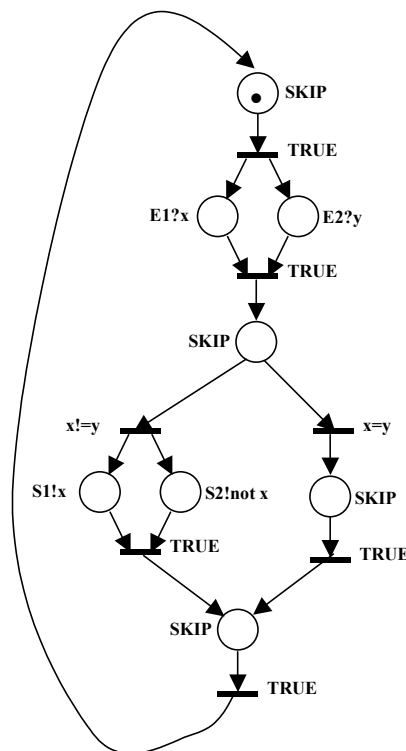 SKIP
TRUE
E1?x
E2?y
TRUE
SKIP
x!=y
x=y
S1!x
S2!not x
SKIP
TRUE
TRUE
SKIP
TRUE